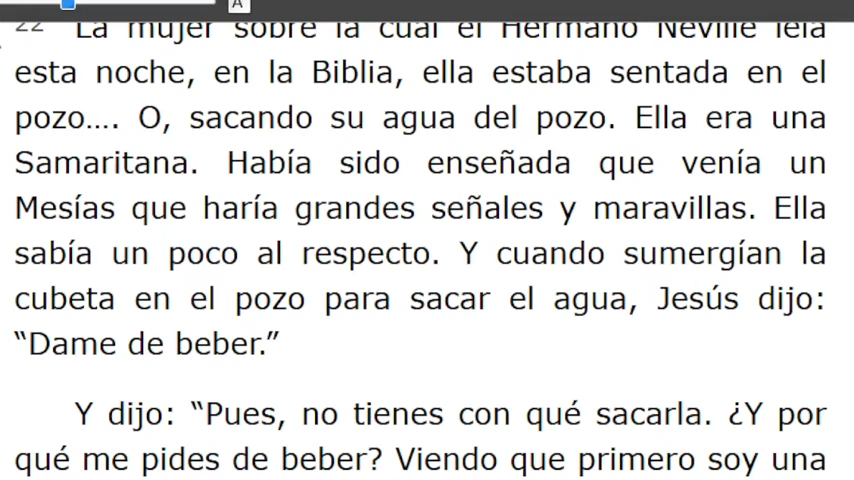 A
22 La mujer sobre la cual el Hermano Neville leía
esta noche, en la Biblia, ella estaba sentada en el
pozo.... O, sacando su agua del pozo. Ella era una
Samaritana. Había sido enseñada que venía un
Mesías que haría grandes señales y maravillas. Ella
sabía un poco al respecto. Y cuando sumergían la
cubeta en el pozo para sacar el agua, Jesús dijo:
“Dame de beber.”
Y dijo: “Pues, no tienes con qué sacarla. ¿Y por
qué me pides de beber? Viendo que primero soy una